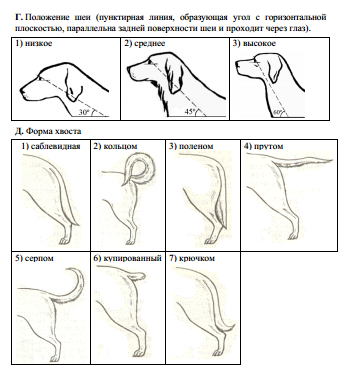 Г. Положение шеи (пунктирная линия, образующая угол с горизонтальной
плоскостью, параллельна задней поверхности шеи и проходит через глаз).
1) низкое 2) среднее 3) высокое
30° 45° 60°
Д. Форма хвоста
1) саблевидная 2) кольцом 3) поленом 4) прутом
5) серпом 6) купированный 7) крючком